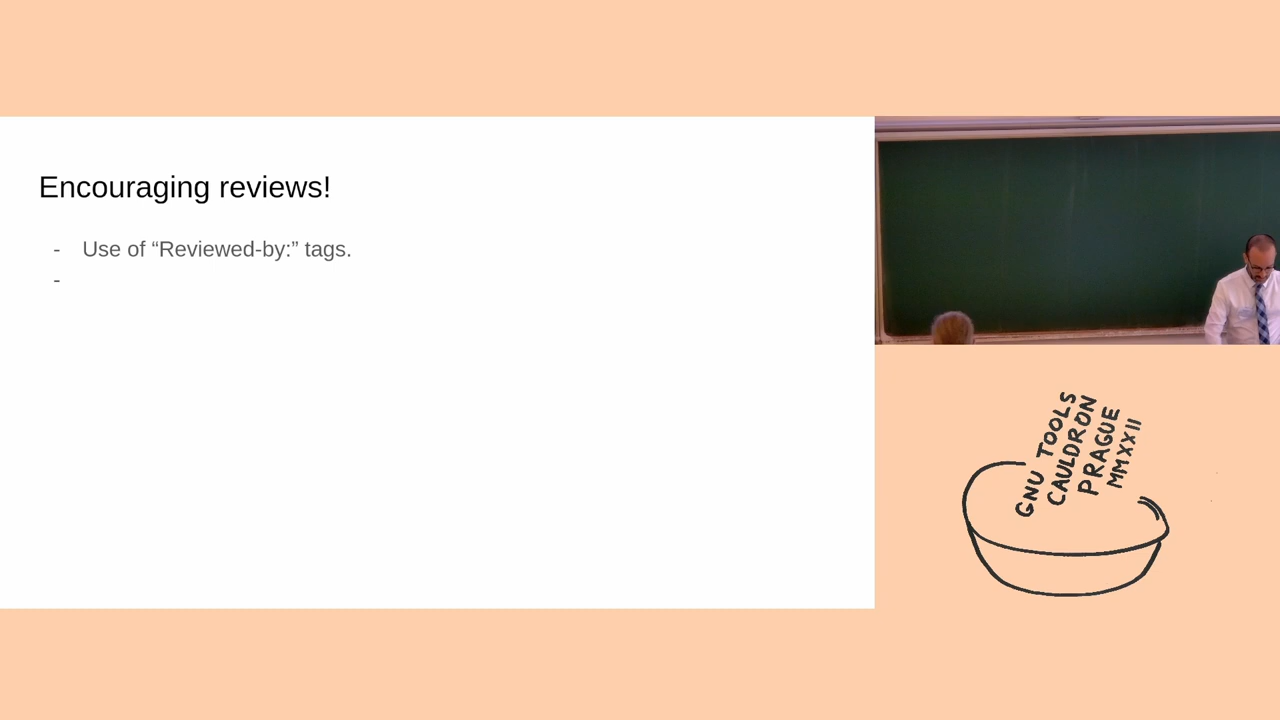 Encouraging reviews!
- Use of “Reviewed-by:” tags.
-
GNU TOOLS
CAULDRON
PRAGUE
MMXXII